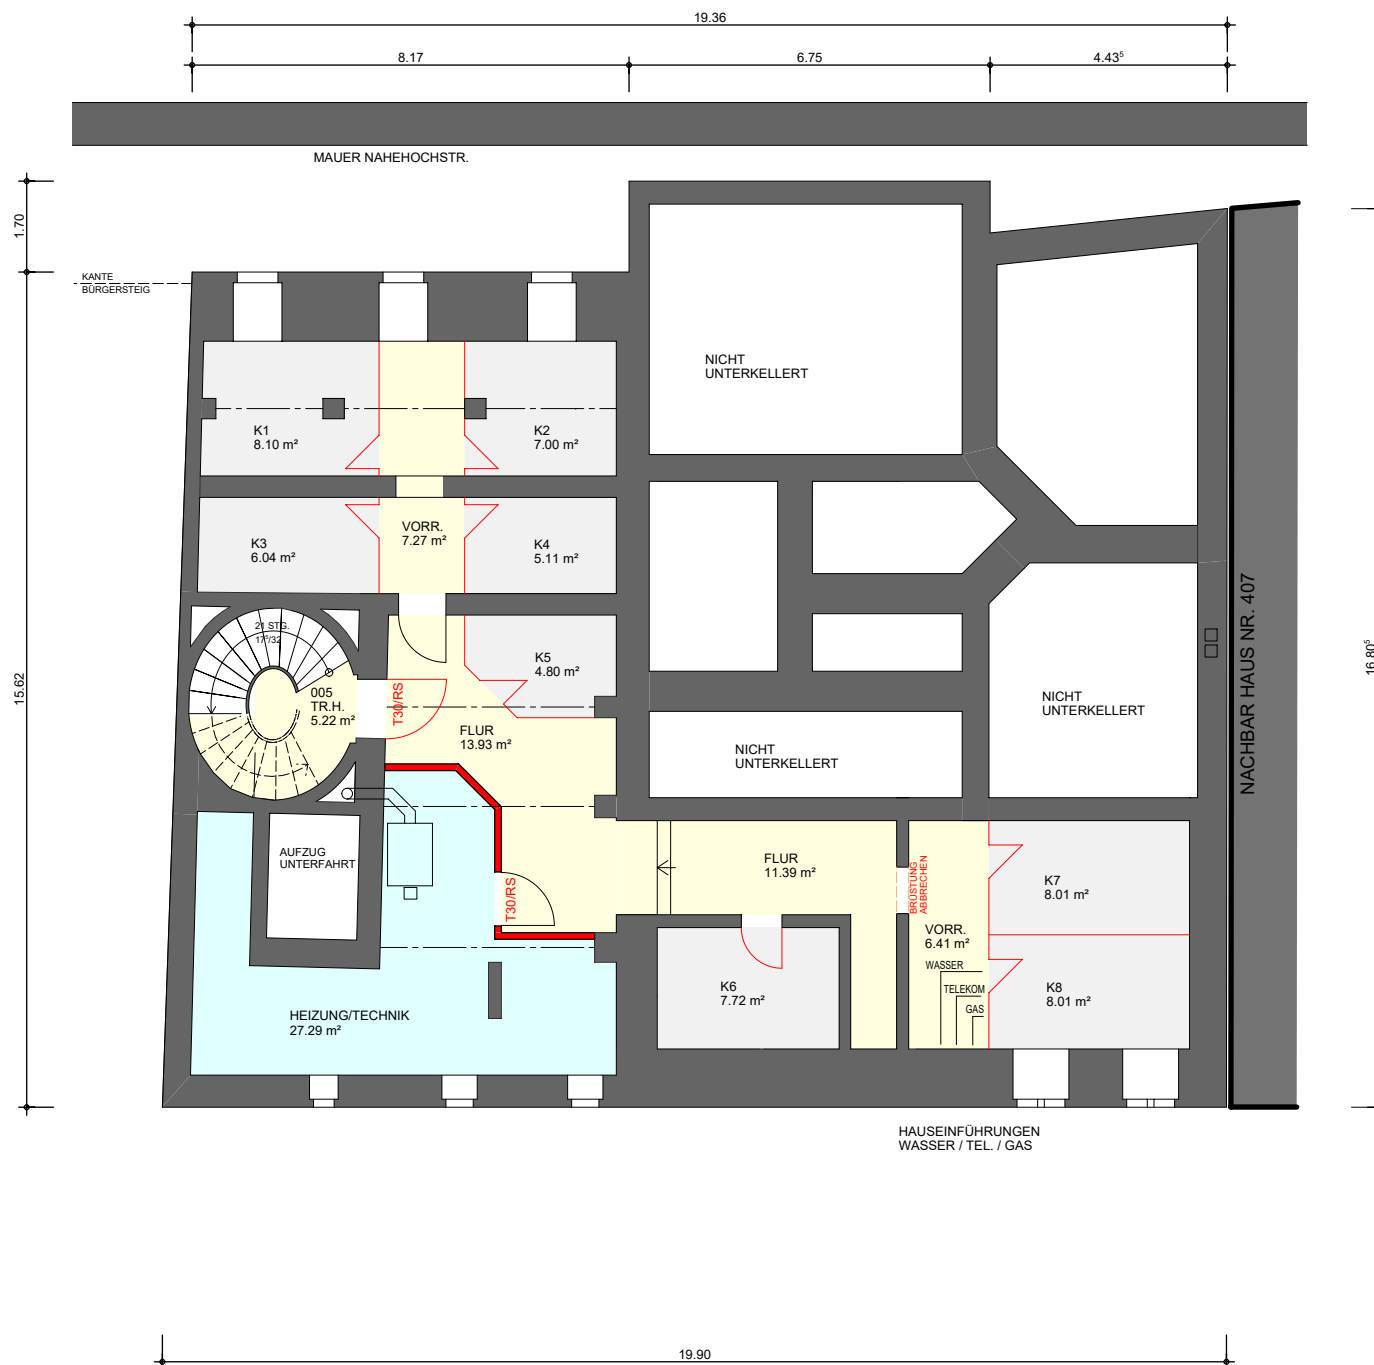 19.36
8.17
6.75
4.43⁵
MAUER NAHEHOCHSTR.
1.70
KANTE
BÜRGERSTEIG
NICHT
UNTERKELLERT
K1
8.10 m²
K2
7.00 m²
VORR.
7.27 m²
K3
6.04 m²
K4
5.11 m²
21 STG.
17⁵/32
K5
4.80 m²
005
TR.H.
5.22 m²
T30/RS
FLUR
13.93 m²
15.62
16.80⁵
NACHBAR HAUS NR. 407
NICHT
UNTERKELLERT
NICHT
UNTERKELLERT
AUFZUG
UNTERFAHRT
FLUR
11.39 m²
BRÜSTUNG
ABBRECHEN
K7
8.01 m²
T30/RS
VORR.
6.41 m²
WASSER
TELEKOM
GAS
K6
7.72 m²
K8
8.01 m²
HEIZUNG/TECHNIK
27.29 m²
HAUSEINFÜHRUNGEN
WASSER / TEL. / GAS
19.90